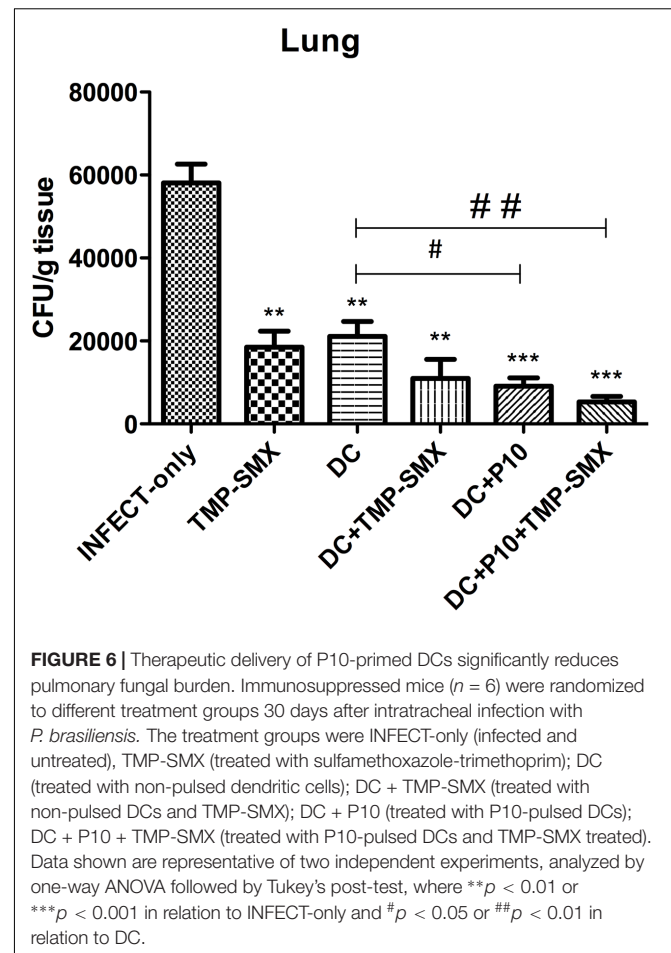 Lung
80000
60000
40000
20000
0
CFU/g tissue
# #
#
**
**
**
***
***
INFECT-only
TMP-SMX
DC
DC+TMP-SMX
DC+P10
DC+P10+TMP-SMX
FIGURE 6 | Therapeutic delivery of P10-primed DCs significantly reduces
pulmonary fungal burden. Immunosuppressed mice (n = 6) were randomized
to different treatment groups 30 days after intratracheal infection with
P. brasiliensis. The treatment groups were INFECT-only (infected and
untreated), TMP-SMX (treated with sulfamethoxazole-trimethoprim); DC
(treated with non-pulsed dendritic cells); DC + TMP-SMX (treated with
non-pulsed DCs and TMP-SMX); DC + P10 (treated with P10-pulsed DCs);
DC + P10 + TMP-SMX (treated with P10-pulsed DCs and TMP-SMX treated).
Data shown are representative of two independent experiments, analyzed by
one-way ANOVA followed by Tukey's post-test, where **p < 0.01 or
***p < 0.001 in relation to INFECT-only and #p < 0.05 or ##p < 0.01 in
relation to DC.